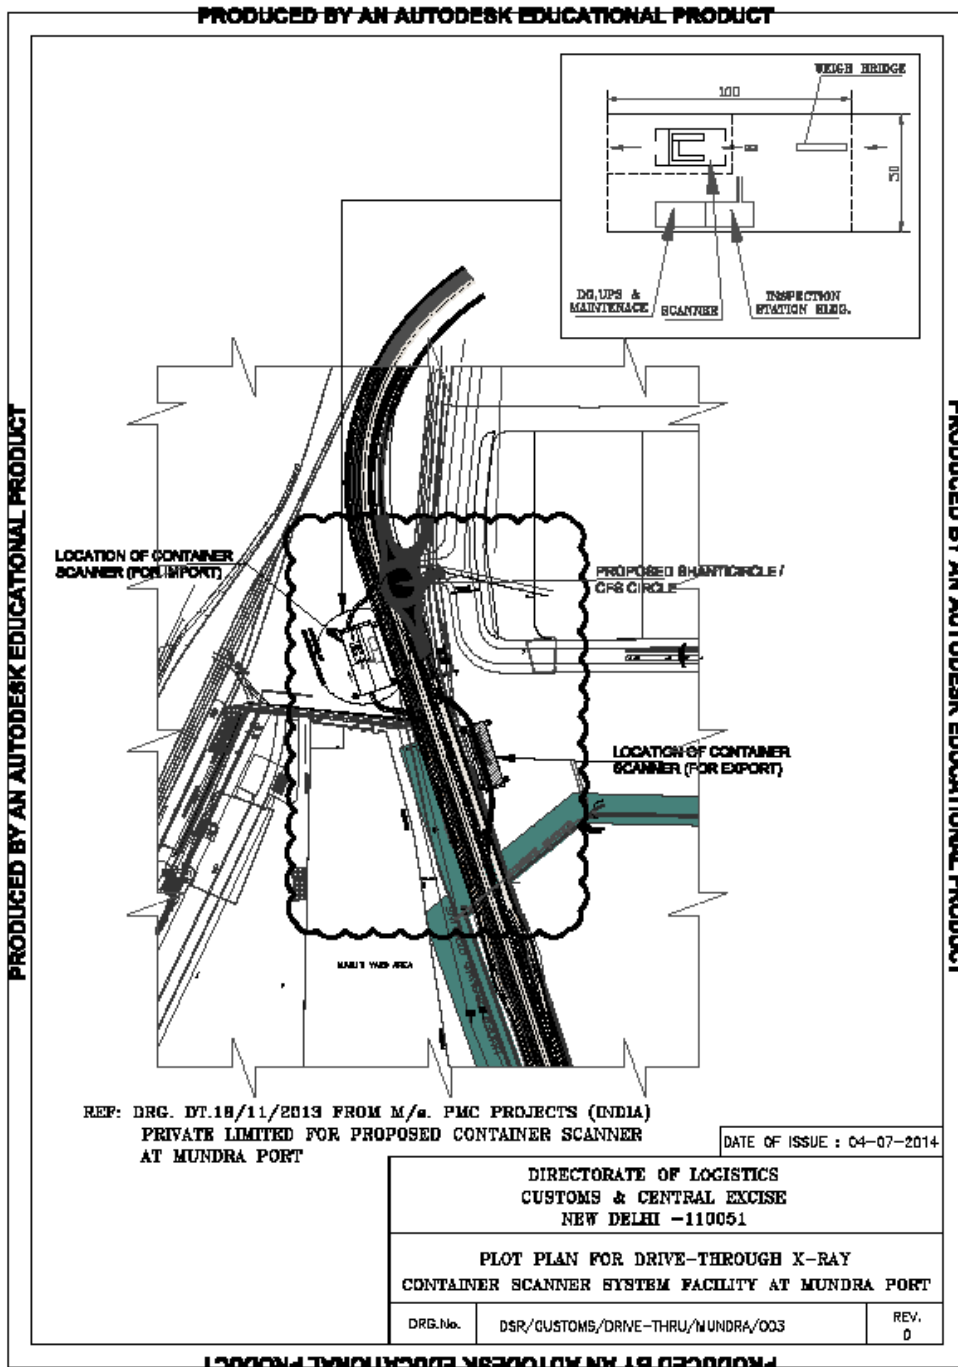 PRODUCED BY AN AUTODESK EDUCATIONAL PRODUCT
WEIGH BRIDGE
100
50
DG,UPS &
MAINTENACE
SCANNER
INSPECTION
STATION BLDG.
PRODUCED BY AN AUTODESK EDUCATIONAL PRODUCT
PRODUCED BY AN AUTODESK EDUCATIONAL PRODUCT
LOCATION OF CONTAINER
SCANNER (FOR IMPORT)
PROPOSED SHANTICIRCLE /
CFS CIRCLE
LOCATION OF CONTAINER
SCANNER (FOR EXPORT)
YARD AREA
REF: DRG. DT.18/11/2013 FROM M/s. PMC PROJECTS (INDIA)
PRIVATE LIMITED FOR PROPOSED CONTAINER SCANNER
AT MUNDRA PORT
DATE OF ISSUE : 04-07-2014
DIRECTORATE OF LOGISTICS
CUSTOMS & CENTRAL EXCISE
NEW DELHI -110051
PLOT PLAN FOR DRIVE-THROUGH X-RAY
CONTAINER SCANNER SYSTEM FACILITY AT MUNDRA PORT
DRG.No.
DSR/CUSTOMS/DRIVE-THRU/MUNDRA/003
REV.
0
PRODUCED BY AN AUTODESK EDUCATIONAL PRODUCT